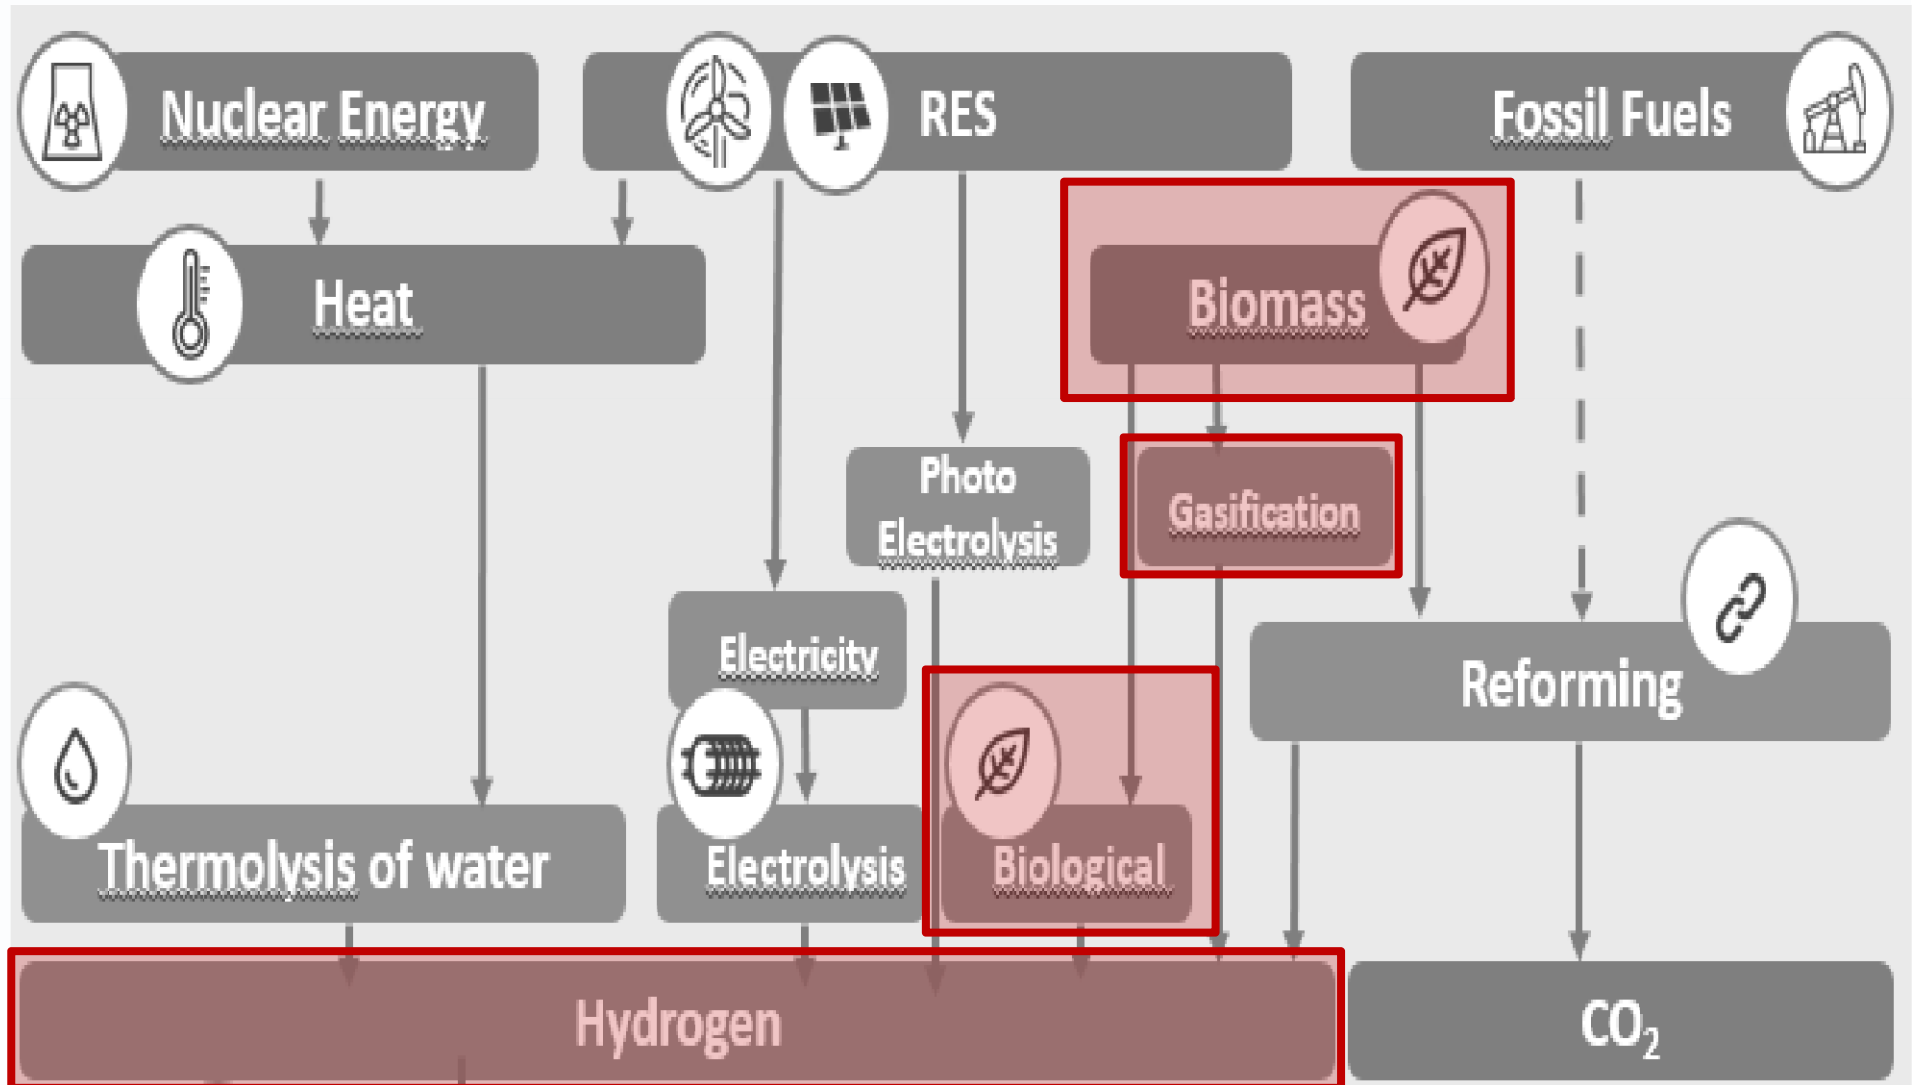 Nuclear Energy
RES
Fossil Fuels
Heat
Biomass
Photo
Electrolysis
Gasification
Electricity
Reforming
Thermolysis of water
Electrolysis
Biological
Hydrogen
CO₂